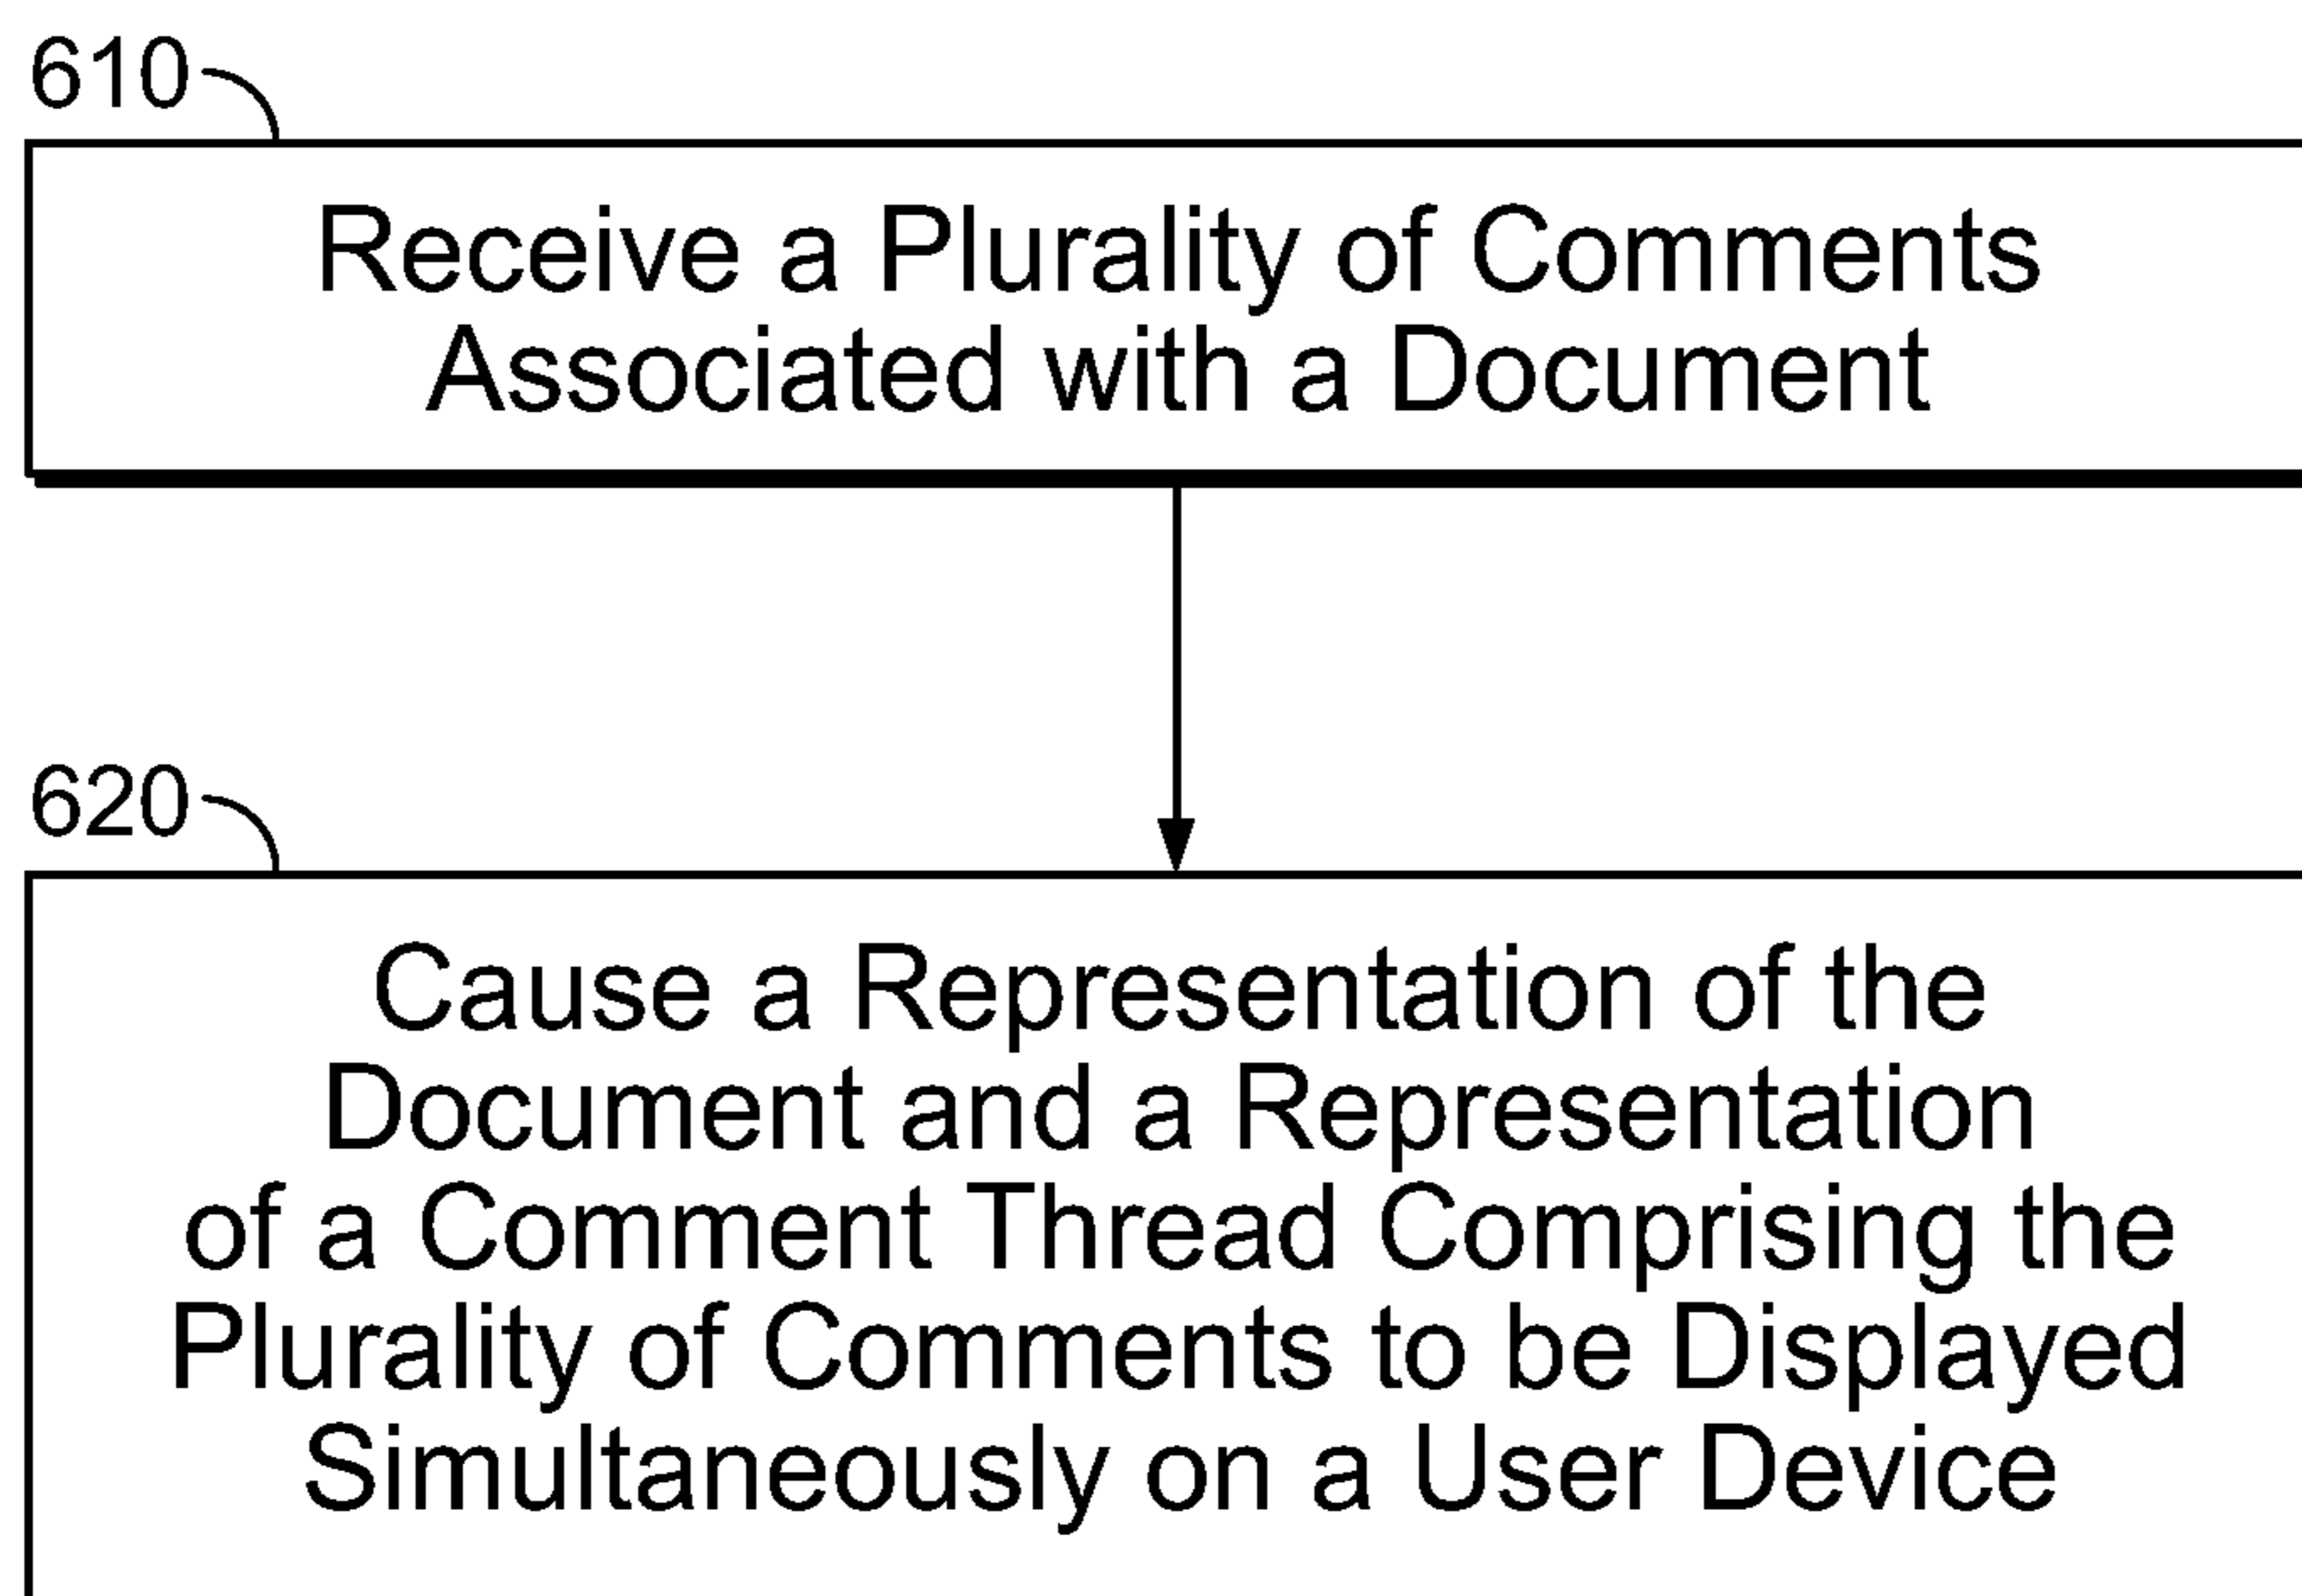 610
Receive a Plurality of Comments
Associated with a Document
620
Cause a Representation of the
Document and a Representation
of a Comment Thread Comprising the
Plurality of Comments to be Displayed
Simultaneously on a User Device